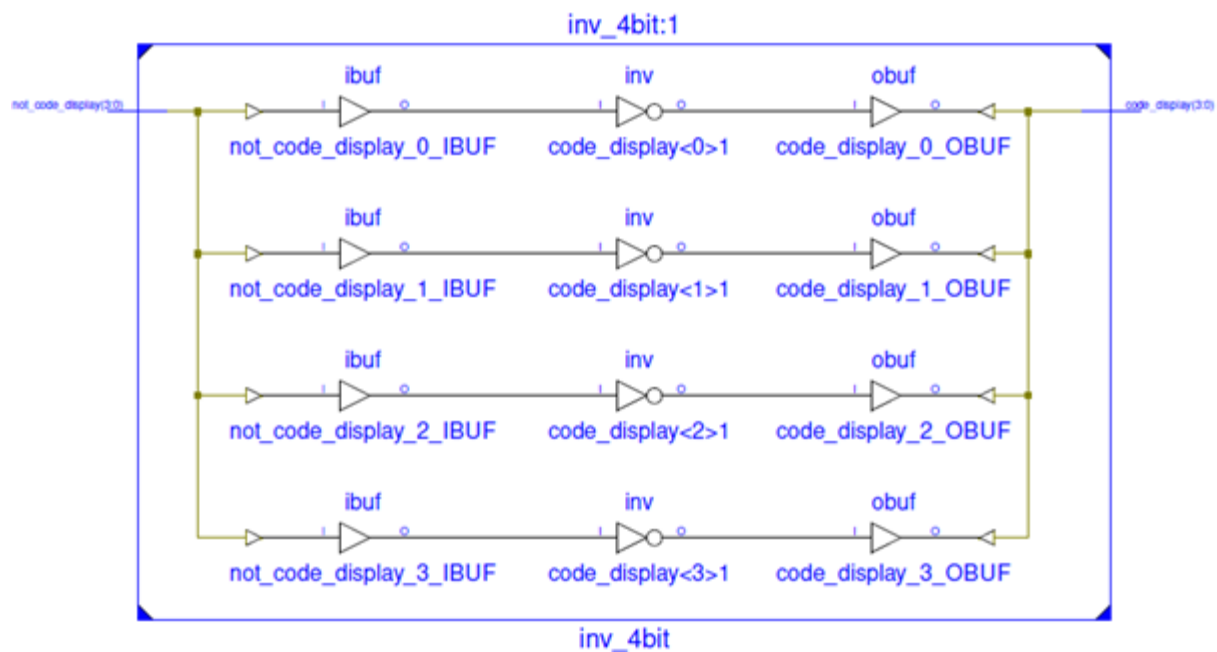 inv_4bit:1
ibuf inv obuf
not_code_display(3:0) I O I O I O code_display(3:0)
not_code_display_0_IBUF code_display<0>1 code_display_0_OBUF
ibuf inv obuf
I O I O I O
not_code_display_1_IBUF code_display<1>1 code_display_1_OBUF
ibuf inv obuf
I O I O I O
not_code_display_2_IBUF code_display<2>1 code_display_2_OBUF
ibuf inv obuf
I O I O I O
not_code_display_3_IBUF code_display<3>1 code_display_3_OBUF
inv_4bit